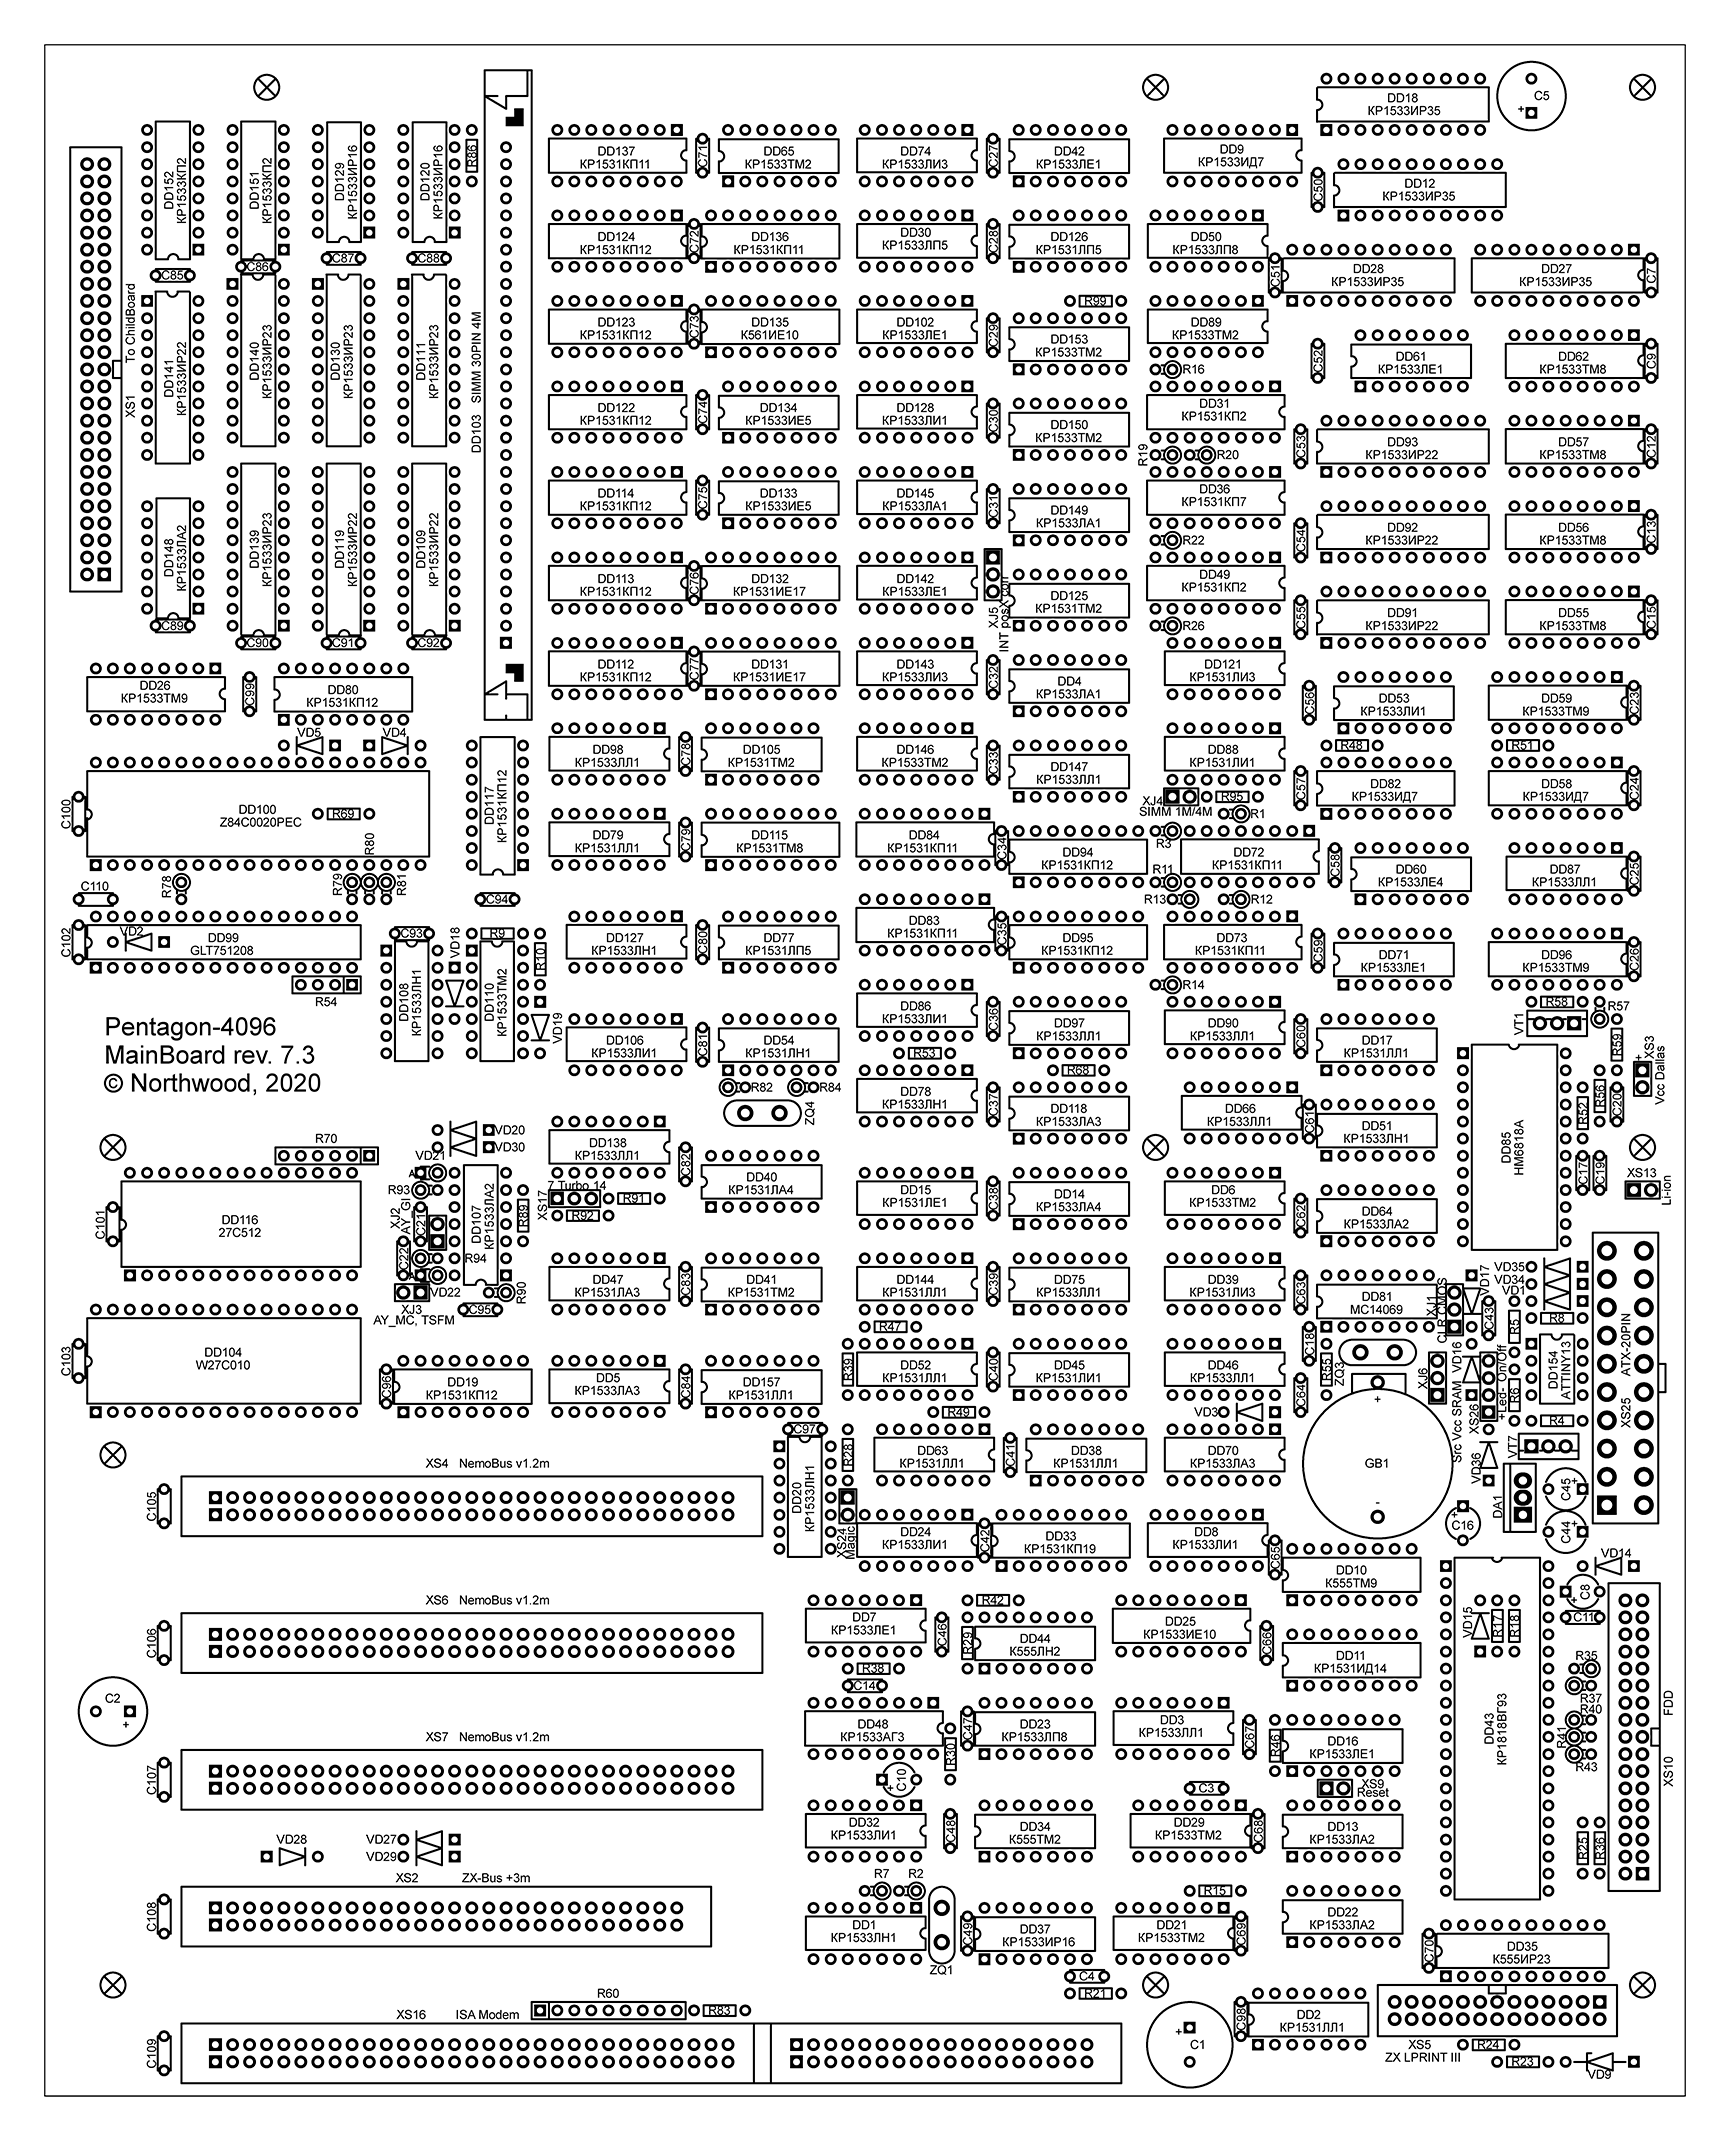 DD18
КР1533ИР35
C5
DD152
КР1533КП2
DD151
КР1533КП2
DD129
КР1533ИР16
DD120
КР1533ИР16
R86
DD137
КР1531КП11
C71
DD65
КР1533ТМ2
DD74
КР1533ЛИ3
C27
DD42
КР1533ЛЕ1
DD9
КР1533ИД7
C50
DD12
КР1533ИР35
DD124
КР1531КП12
C72
DD136
КР1531КП11
DD30
КР1533ЛП5
C28
DD126
КР1531ЛП5
DD50
КР1533ЛП8
C85
C86
C87
C88
C51
DD28
КР1533ИР35
DD27
КР1533ИР35
C7
XS1
To ChildBoard
DD141
КР1533ИР22
DD140
КР1533ИР23
DD130
КР1533ИР23
DD111
КР1533ИР23
DD103
SIMM 30PIN 4M
DD123
КР1531КП12
C73
DD135
К561ИЕ10
DD102
КР1533ЛЕ1
C29
R99
DD153
КР1533ТМ2
DD89
КР1533ТМ2
R16
C52
DD61
КР1533ЛЕ1
DD62
КР1533ТМ8
C9
DD122
КР1531КП12
C74
DD134
КР1533ИЕ5
DD128
КР1533ЛИ1
C30
DD150
КР1533ТМ2
DD31
КР1531КП2
R19
R20
C53
DD93
КР1533ИР22
DD57
КР1533ТМ8
C12
DD114
КР1531КП12
C75
DD133
КР1533ИЕ5
DD145
КР1533ЛА1
C31
DD149
КР1533ЛА1
DD36
КР1531КП7
R22
C54
DD92
КР1533ИР22
DD56
КР1533ТМ8
C13
DD148
КР1533ЛА2
DD139
КР1533ИР23
DD119
КР1533ИР22
DD109
КР1533ИР22
DD113
КР1531КП12
C76
DD132
КР1531ИЕ17
DD142
КР1533ЛЕ1
XJ5
INT posX con
DD125
КР1531ТМ2
DD49
КР1531КП2
R26
C55
DD91
КР1533ИР22
DD55
КР1533ТМ8
C15
C89
C90
C91
C92
DD112
КР1531КП12
C77
DD131
КР1531ИЕ17
DD143
КР1533ЛИ3
C32
DD4
КР1533ЛА1
DD121
КР1531ЛИ3
C56
DD53
КР1533ЛИ1
DD59
КР1533ТМ9
C23
DD26
КР1533ТМ9
C99
DD80
КР1531КП12
VD5
VD4
R48
R51
DD98
КР1533ЛЛ1
C78
DD105
КР1531ТМ2
DD146
КР1533ТМ2
C33
DD147
КР1533ЛЛ1
DD88
КР1531ЛИ1
C57
DD82
КР1533ИД7
DD58
КР1533ИД7
C24
DD117
КР1531КП12
C100
DD100
Z84C0020PEC
R69
R80
XJ4
SIMM 1M/4M
R95
R1
DD79
КР1531ЛЛ1
C79
DD115
КР1531ТМ8
DD84
КР1533КП11
C34
DD94
КР1531КП12
R3
DD72
КР1531КП11
C58
DD60
КР1533ЛЕ4
DD87
КР1533ЛЛ1
C25
C110
R78
R79
R81
C94
R11
R13
R12
C102
VD2
DD99
GLT751208
C93
VD18
R9
R10
DD127
КР1533ЛН1
C80
DD77
КР1531ЛП5
DD83
КР1533КП11
C35
DD95
КР1531КП12
DD73
КР1533КП11
C59
DD71
КР1533ЛЕ1
DD96
КР1533ТМ9
C26
R54
DD108
КР1533ЛН1
DD110
КР1533ТМ2
VD19
R14
R58
R57
DD86
КР1533ЛИ1
C36
DD97
КР1533ЛЛ1
DD90
КР1533ЛЛ1
C60
DD17
КР1531ЛЛ1
VT1
R59
XS3
Vcc Dallas
Pentagon-4096
MainBoard rev. 7.3
© Northwood, 2020
DD106
КР1533ЛИ1
C81
DD54
КР1531ЛН1
R53
R68
R82
R84
ZQ4
DD78
КР1533ЛН1
C37
DD118
КР1533ЛА3
DD66
КР1533ЛЛ1
C61
DD51
КР1533ЛН1
DD85
HM6818A
R52
R56
C20
R70
VD20
VD30
VD21
DD138
КР1533ЛЛ1
C82
DD40
КР1531ЛА4
C17
C19
XS13
Li-ion
C101
DD116
27C512
R93
XJ2
AY_GI
C21
DD107
КР1533ЛА2
R89
XS17
7 Turbo 14
R91
R92
DD15
КР1531ЛЕ1
C38
DD14
КР1531ЛА4
DD6
КР1533ТМ2
C62
DD64
КР1533ЛА2
C22
R94
VD22
R90
XJ3
AY_MC, TSFM
C95
DD47
КР1531ЛА3
C83
DD41
КР1531ТМ2
DD144
КР1533ЛЛ1
C39
DD75
КР1533ЛЛ1
DD39
КР1531ЛИ1
C63
DD81
MC14069
XJ1
CLR CMOS
VD17
VD35
VD34
VD1
C43
R5
R8
XS25
ATX-20PIN
R47
C18
C103
DD104
W27C010
C96
DD19
КР1531КП12
DD5
КР1533ЛА3
C84
DD157
КР1531ЛЛ1
R39
DD52
КР1531ЛЛ1
C40
DD45
КР1531ЛИ1
DD46
КР1531ЛЛ1
C64
R55
ZQ3
XJ6
Src Vcc SRAM
VD16
XS26
+Led- On/Off
R6
DD154
ATTINY13
R49
VD3
R4
C97
R28
DD63
КР1531ЛЛ1
C41
DD38
КР1531ЛЛ1
DD70
КР1533ЛА3
GB1
VD36
VT7
XS4 NemoBus v1.2m
C105
DD20
КР1533ЛН1
XS24
Magic
DA1
C45
C44
C16
DD24
КР1533ЛИ1
C42
DD33
КР1531КП19
DD8
КР1533ЛИ1
C65
DD10
К555ТМ9
VD14
XS6 NemoBus v1.2m
C106
DD7
КР1533ЛЕ1
C46
R42
R29
DD44
К555ЛН2
DD25
КР1533ИЕ10
C66
DD11
КР1531ИД14
VD15
R17
R18
C8
C11
R38
C14
R35
R37
R40
R41
R43
C2
XS7 NemoBus v1.2m
C107
DD48
КР1533АГ3
R30
C47
DD23
КР1533ЛП8
DD3
КР1533ЛЛ1
C67
R46
DD16
КР1533ЛЕ1
DD43
КР1818ВГ93
FDD
XS10
C10
C3
XS9
Reset
VD28
VD27
VD29
DD32
КР1533ЛИ1
C48
DD34
К555ТМ2
DD29
КР1533ТМ2
C68
DD13
КР1533ЛА2
R25
R36
XS2 ZX-Bus +3m
C108
R7
R2
R15
DD1
КР1533ЛН1
ZQ1
C49
DD37
КР1533ИР16
DD21
КР1533ТМ2
C69
DD22
КР1533ЛА2
C70
DD35
К555ИР23
C4
R21
XS16 ISA Modem
R60
R83
C109
C1
C98
DD2
КР1531ЛЛ1
XS5
ZX LPRINT III
R24
R23
VD9